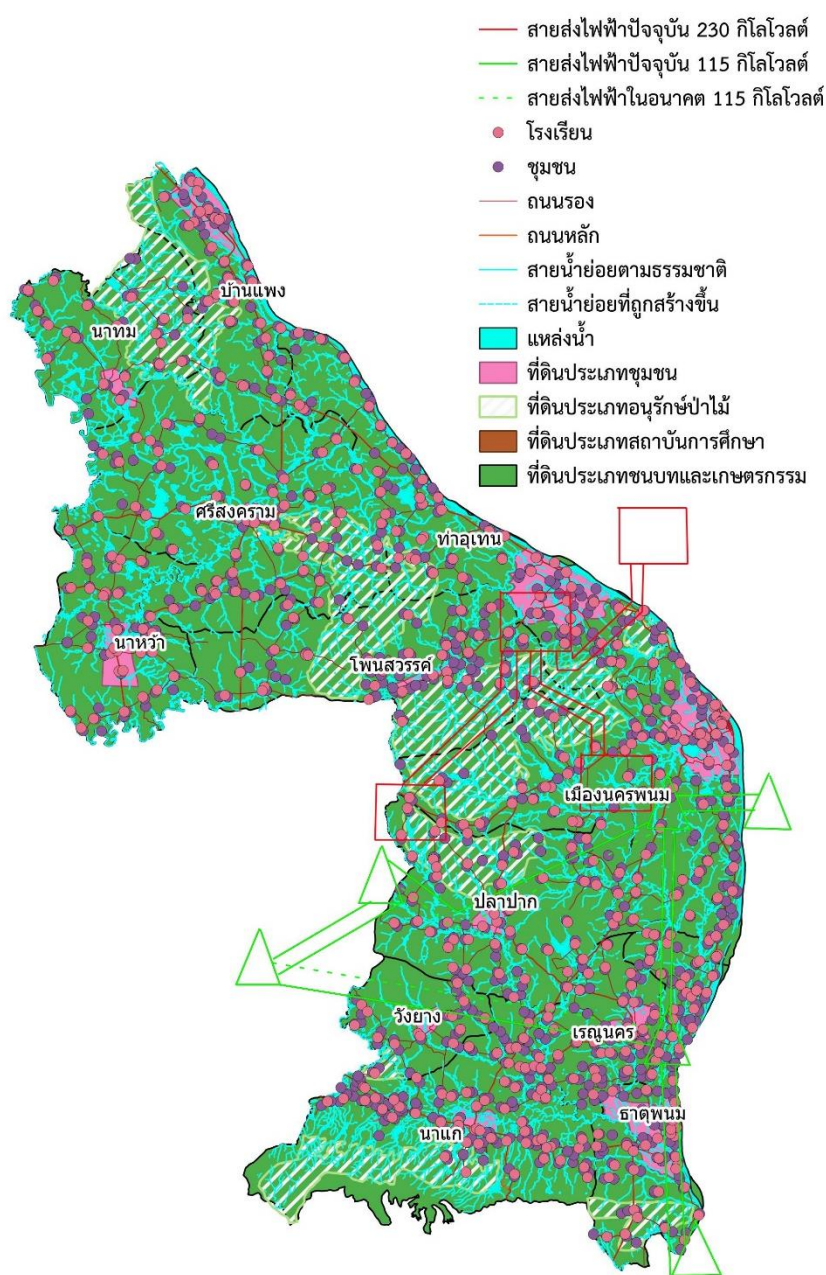 สายส่งไฟฟ้าปัจจุบัน 230 กิโลโวลต์
สายส่งไฟฟ้าปัจจุบัน 115 กิโลโวลต์
สายส่งไฟฟ้าในอนาคต 115 กิโลโวลต์
โรงเรียน
ชุมชน
ถนนรอง
ถนนหลัก
สายน้ำย่อยตามธรรมชาติ
สายน้ำย่อยที่ถูกสร้างขึ้น
แหล่งน้ำ
ที่ดินประเภทชุมชน
ที่ดินประเภทอนุรักษ์ป่าไม้
ที่ดินประเภทสถาบันการศึกษา
ที่ดินประเภทชนบทและเกษตรกรรม
บ้านแพง
นาทม
ศรีสงคราม
ท่าอุเทน
นาหว้า
โพนสวรรค์
เมืองนครพนม
ปลาปาก
วังยาง
เรณูนคร
ธาตุพนม
นาแก